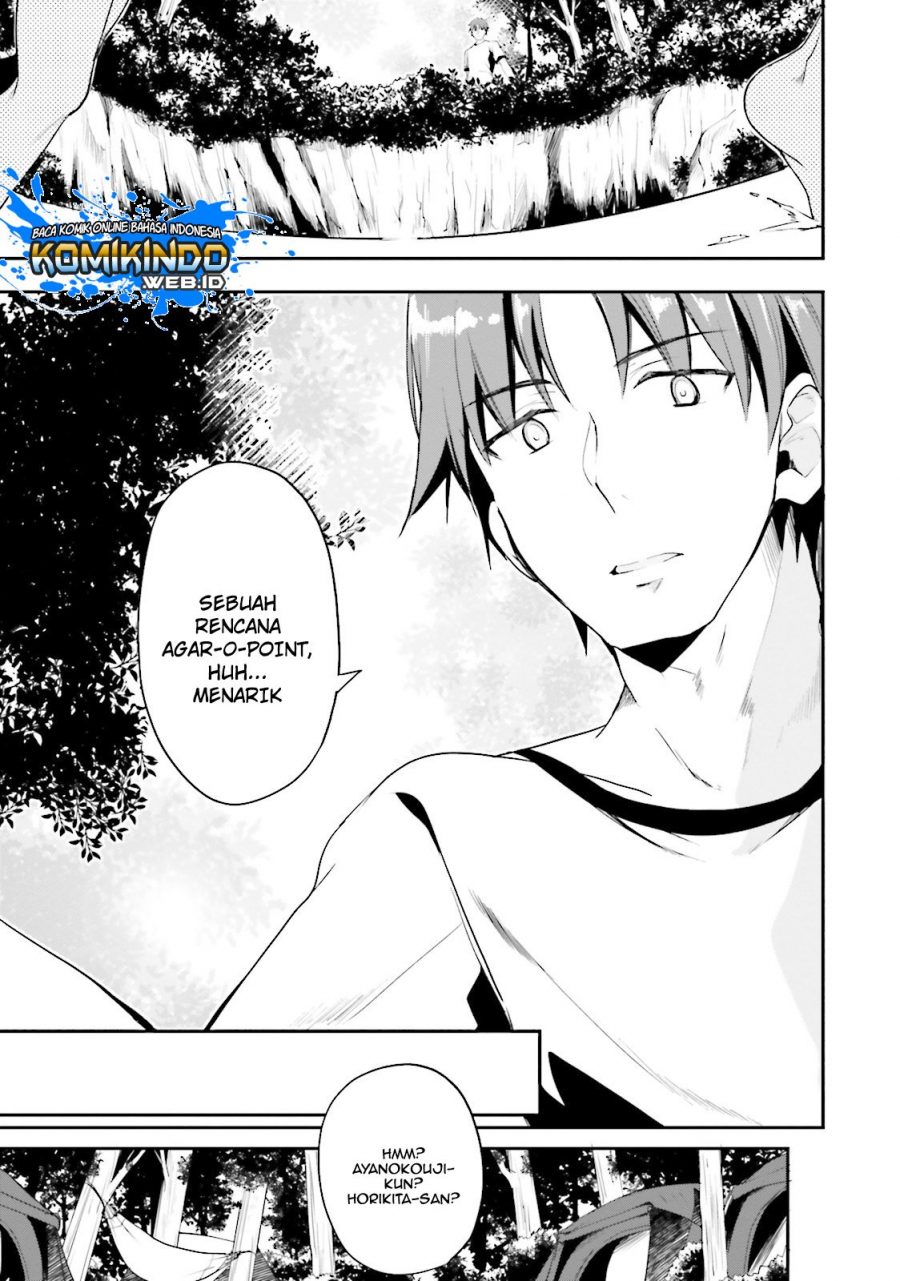 BACA KOMIK ONLINE BAHASA INDONESIA
KOMIKINDO
WEB.ID
SEBUAH
RENCANA
AGAR-O-POINT,
HUH...
MENARIK
HMM?
AYANOKOUJI-
KUN?
HORIKITA-SAN?